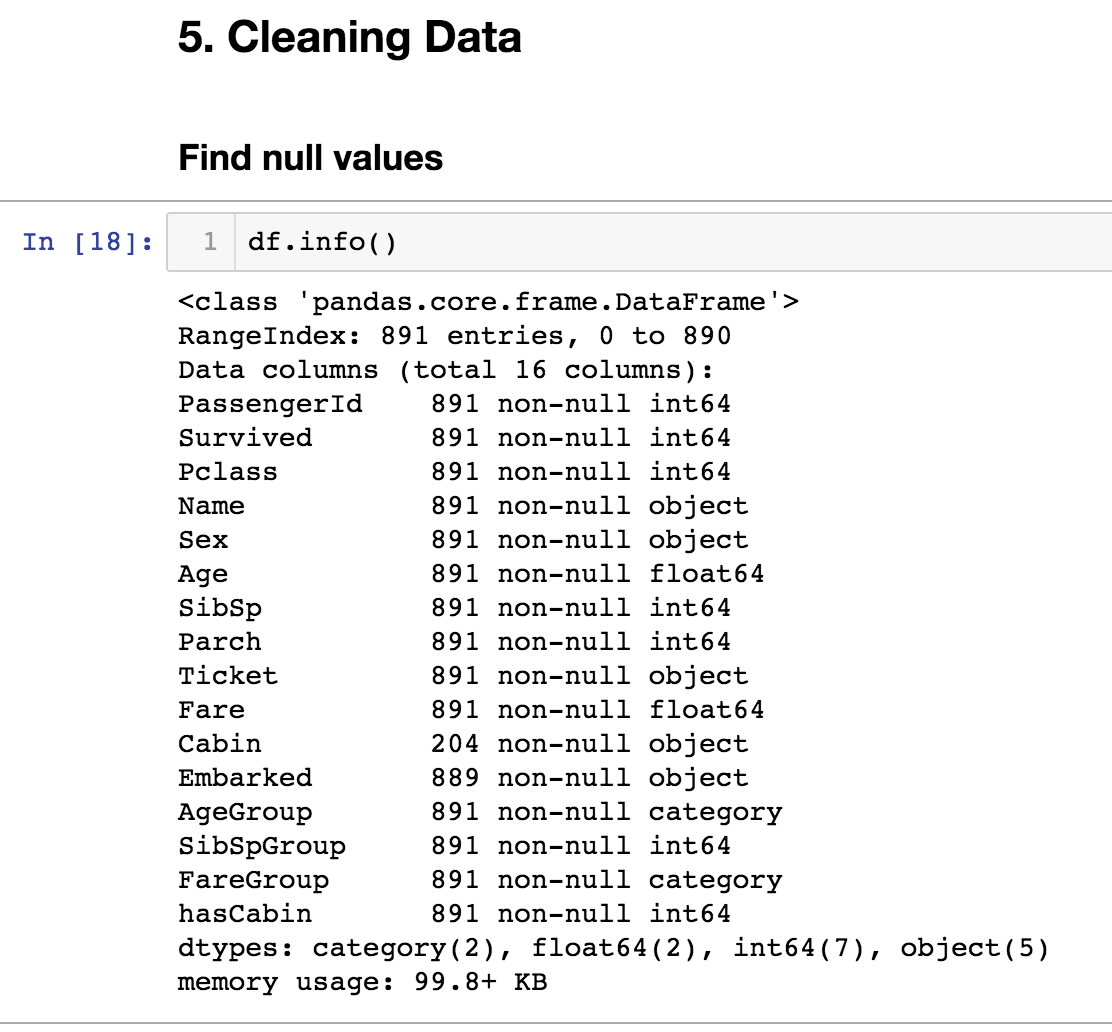 5. Cleaning Data
Find null values
In [18]: 1 df.info()
<class 'pandas.core.frame.DataFrame'>
RangeIndex: 891 entries, 0 to 890
Data columns (total 16 columns):
PassengerId    891 non-null int64
Survived       891 non-null int64
Pclass         891 non-null int64
Name           891 non-null object
Sex            891 non-null object
Age            891 non-null float64
SibSp          891 non-null int64
Parch          891 non-null int64
Ticket         891 non-null object
Fare           891 non-null float64
Cabin          204 non-null object
Embarked       889 non-null object
AgeGroup       891 non-null category
SibSpGroup     891 non-null int64
FareGroup      891 non-null category
hasCabin       891 non-null int64
dtypes: category(2), float64(2), int64(7), object(5)
memory usage: 99.8+ KB